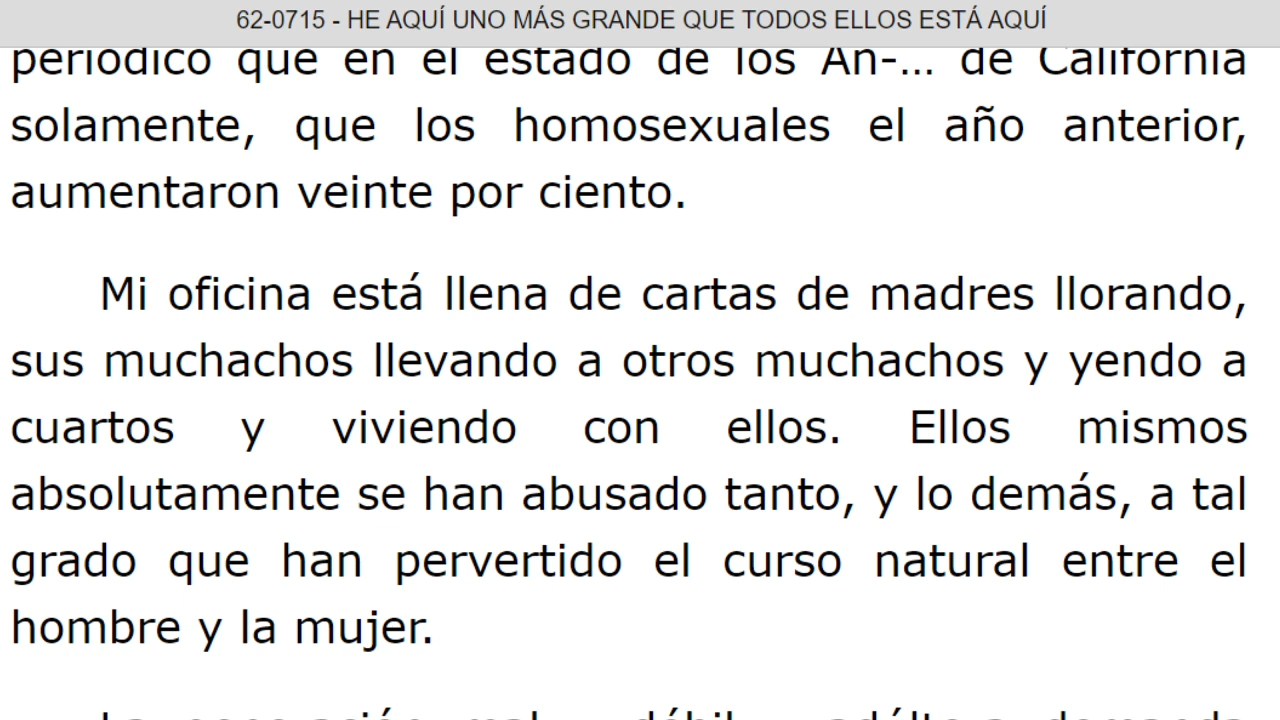 62-0715 - HE AQUÍ UNO MÁS GRANDE QUE TODOS ELLOS ESTÁ AQUÍ
periódico que en el estado de los An-... de California
solamente, que los homosexuales el año anterior,
aumentaron veinte por ciento.
Mi oficina está llena de cartas de madres llorando,
sus muchachos llevando a otros muchachos y yendo a
cuartos y viviendo con ellos. Ellos mismos
absolutamente se han abusado tanto, y lo demás, a tal
grado que han pervertido el curso natural entre el
hombre y la mujer.